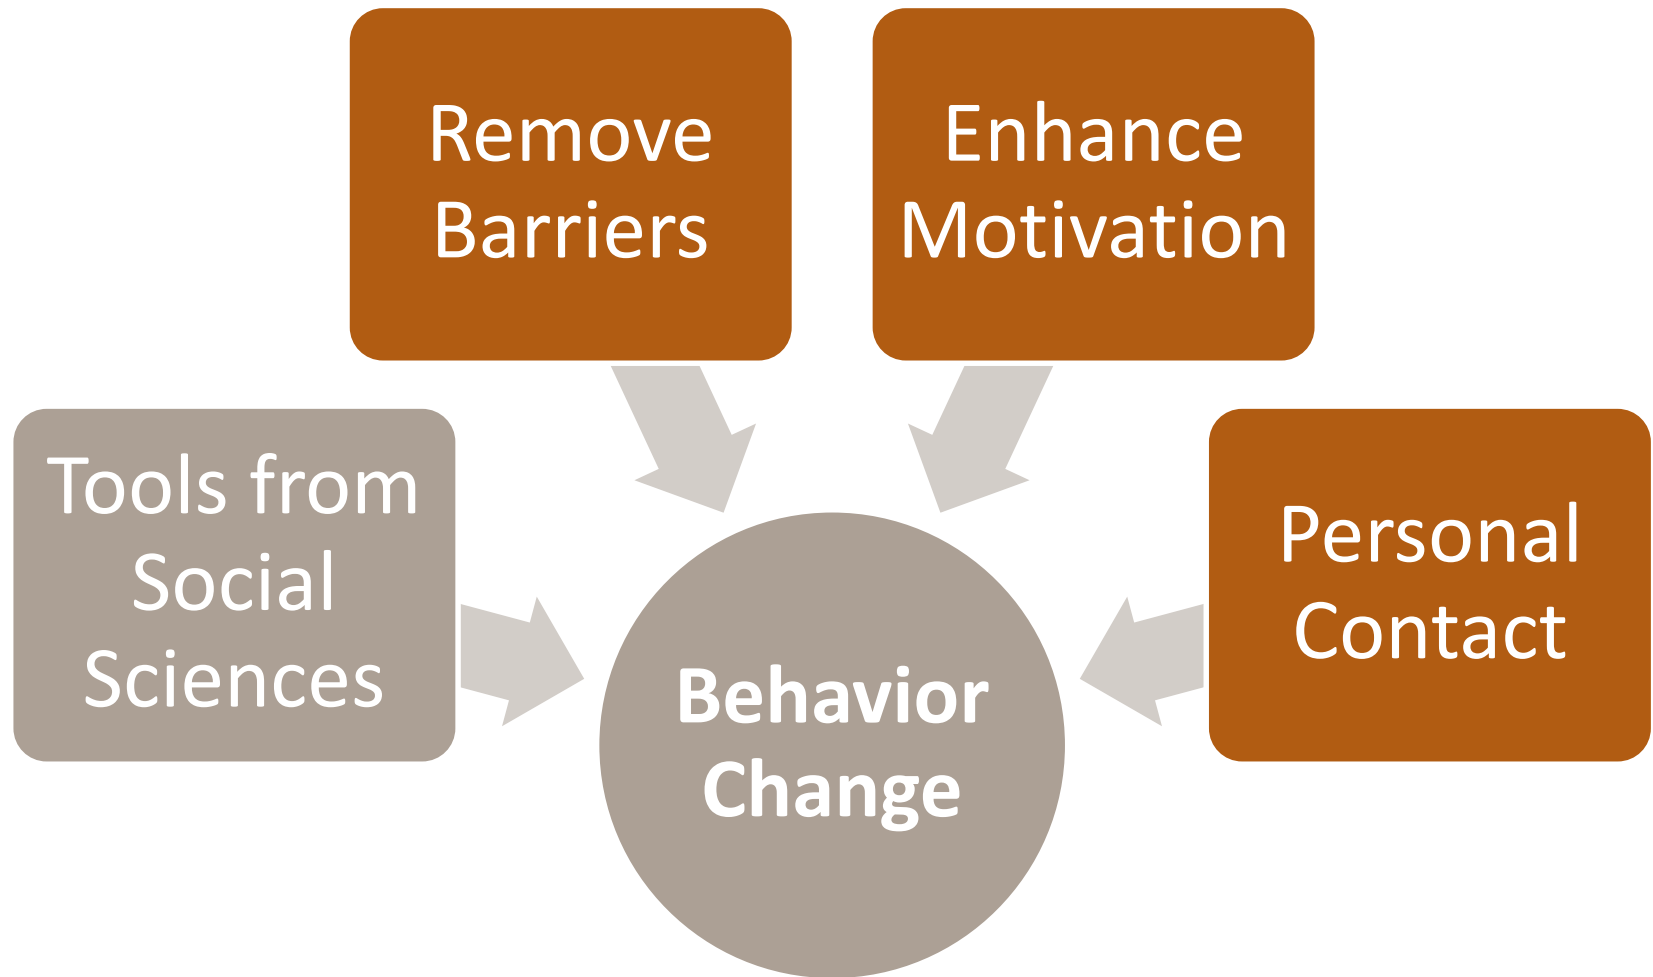 Remove
Barriers
Enhance
Motivation
Tools from
Social
Sciences
Personal
Contact
Behavior
Change